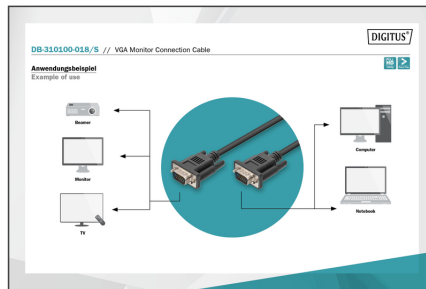 DIGITUS®
DB-310100-018/S // VGA Monitor Connection Cable
Anwendungsbeispiel
Example of use
Beamer
Monitor
TV
Computer
Notebook